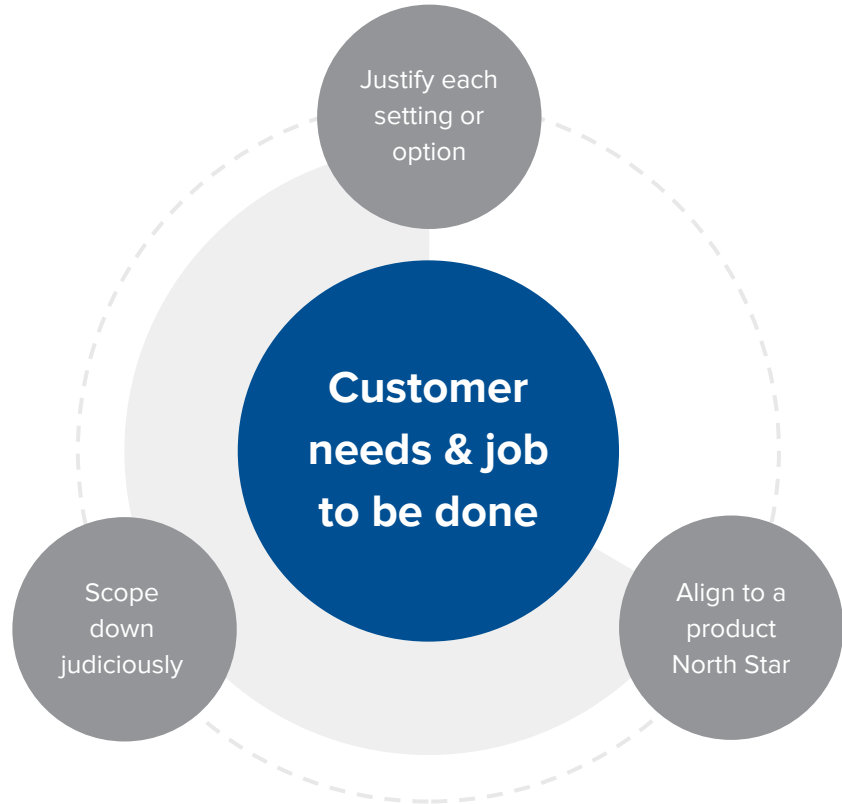 Justify each
setting or
option
Customer
needs & job
to be done
Scope
down
judiciously
Align to a
product
North Star